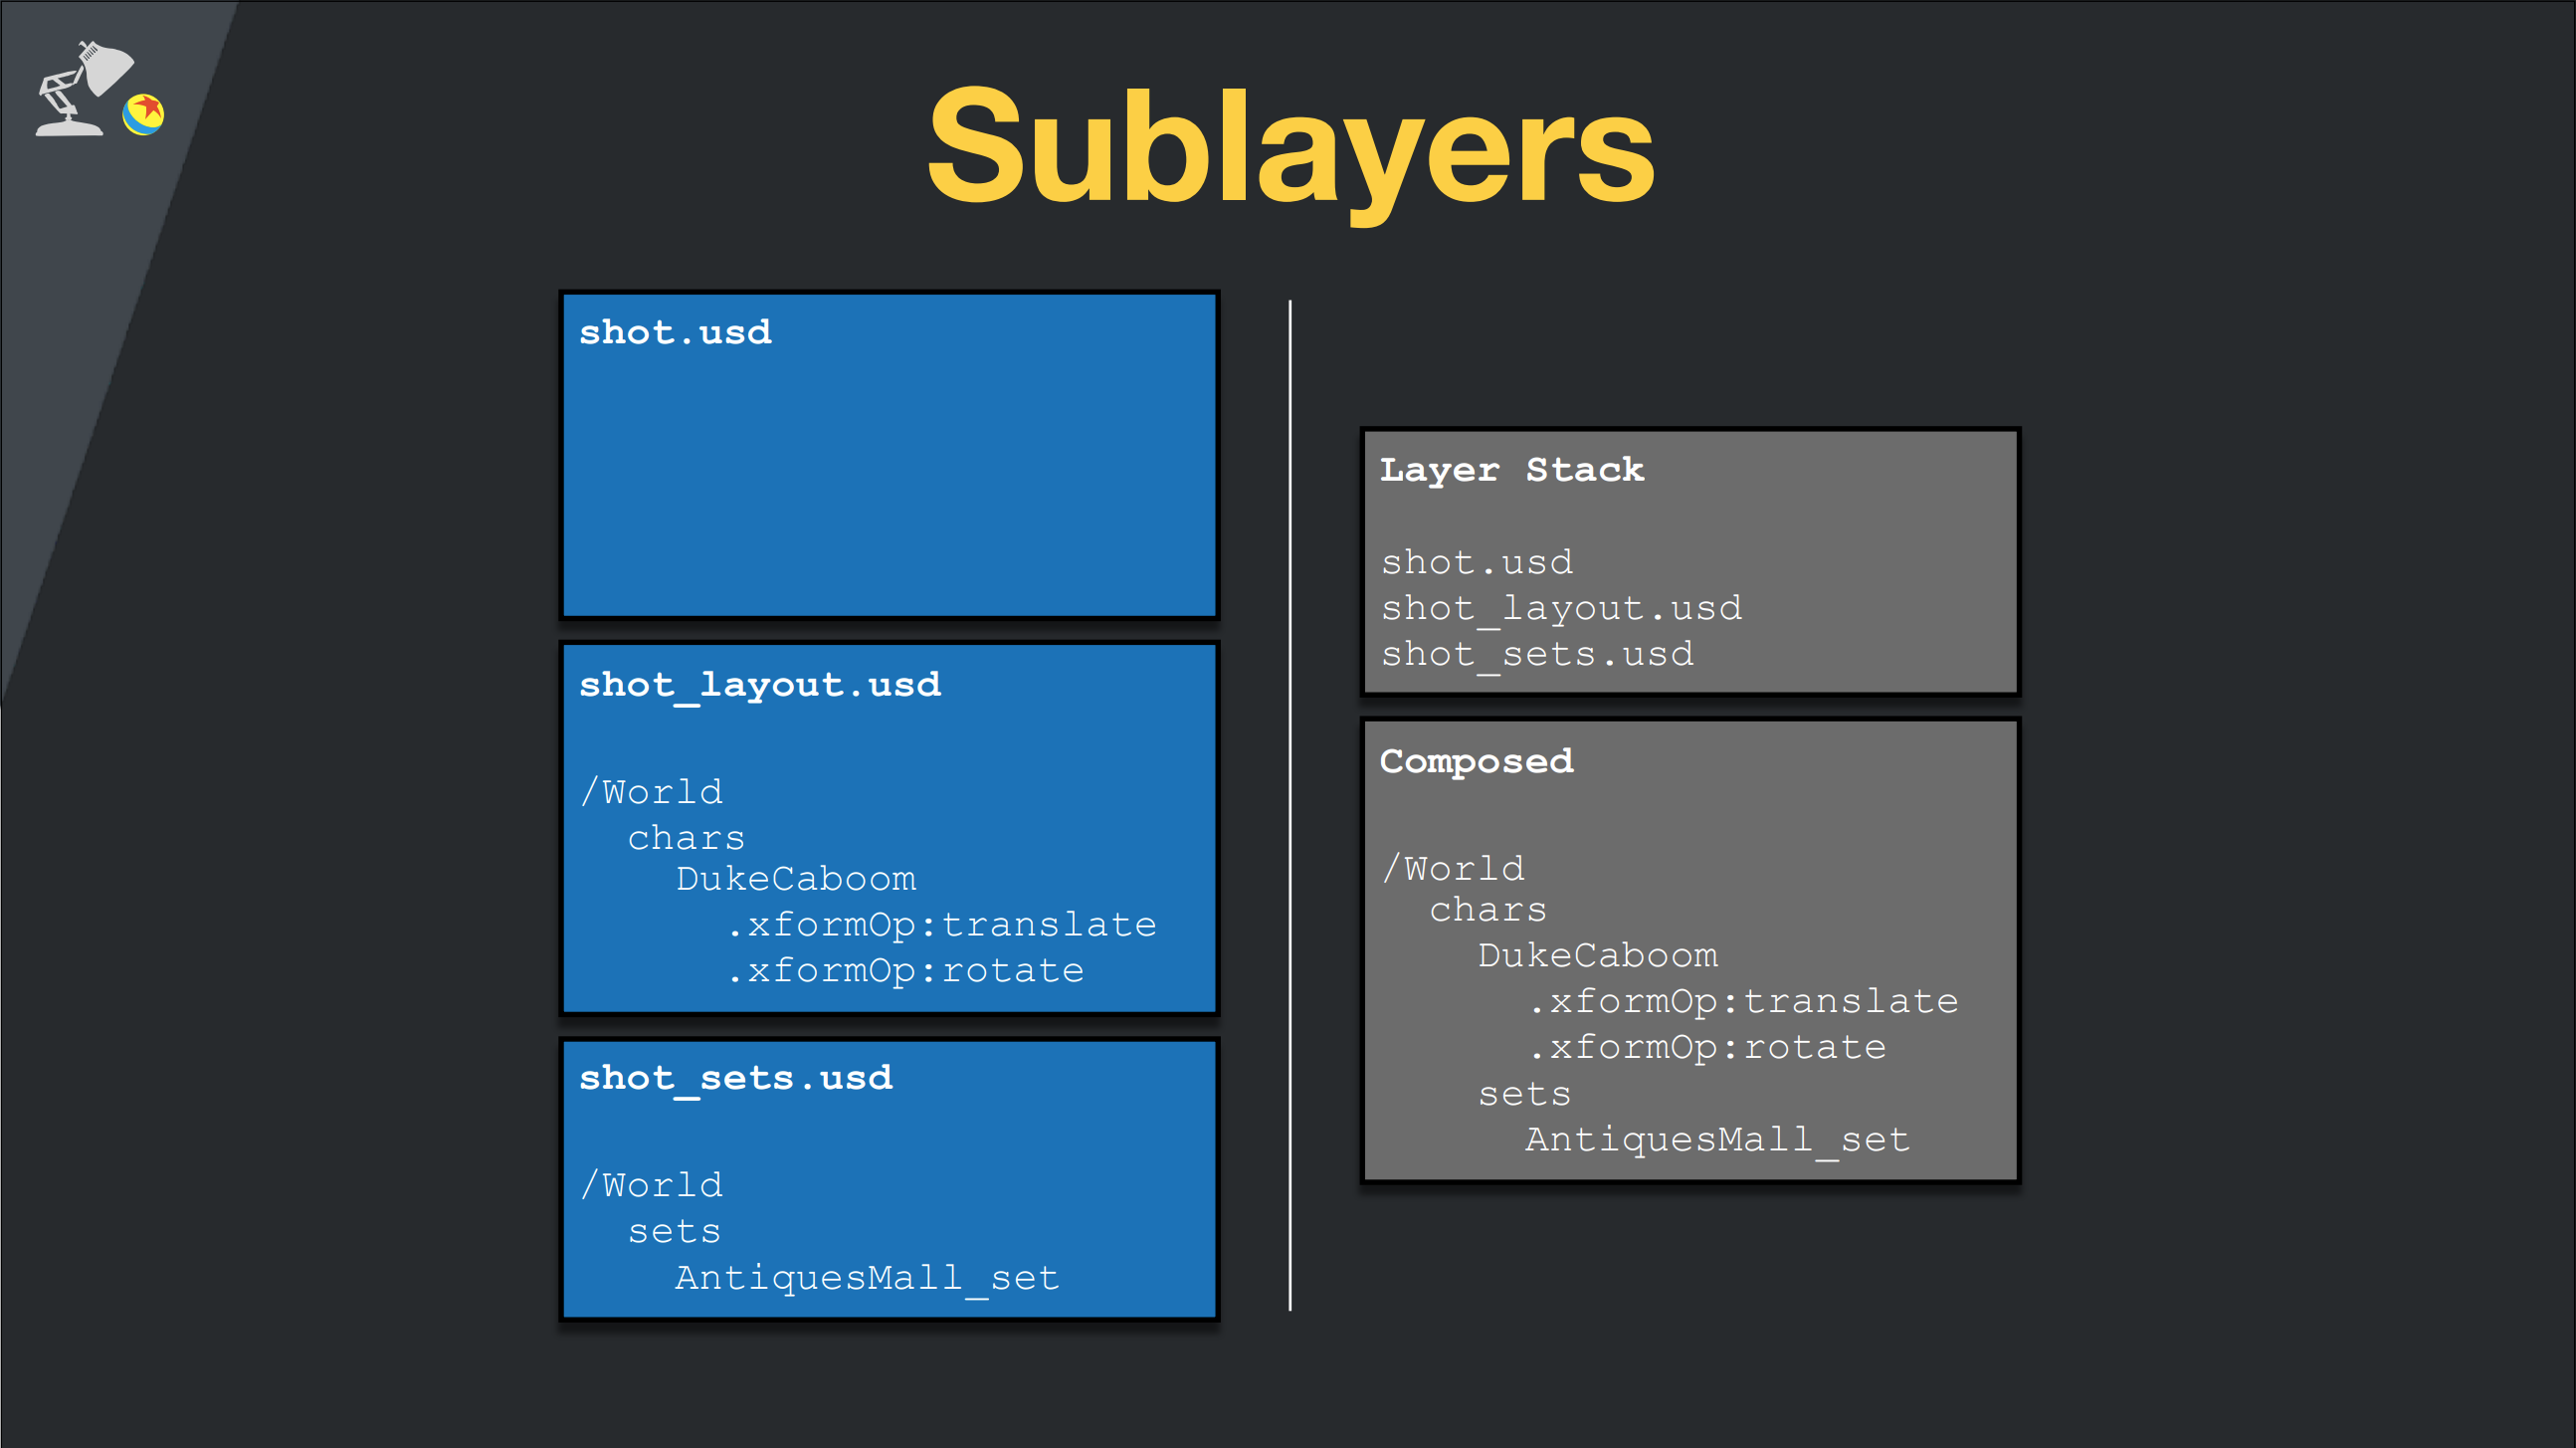 Sublayers
shot.usd
shot_layout.usd
/World
  chars
    DukeCaboom
      .xformOp:translate
      .xformOp:rotate
shot_sets.usd
/World
  sets
    AntiquesMall_set
Layer Stack
shot.usd
shot_layout.usd
shot_sets.usd
Composed
/World
  chars
    DukeCaboom
      .xformOp:translate
      .xformOp:rotate
    sets
      AntiquesMall_set